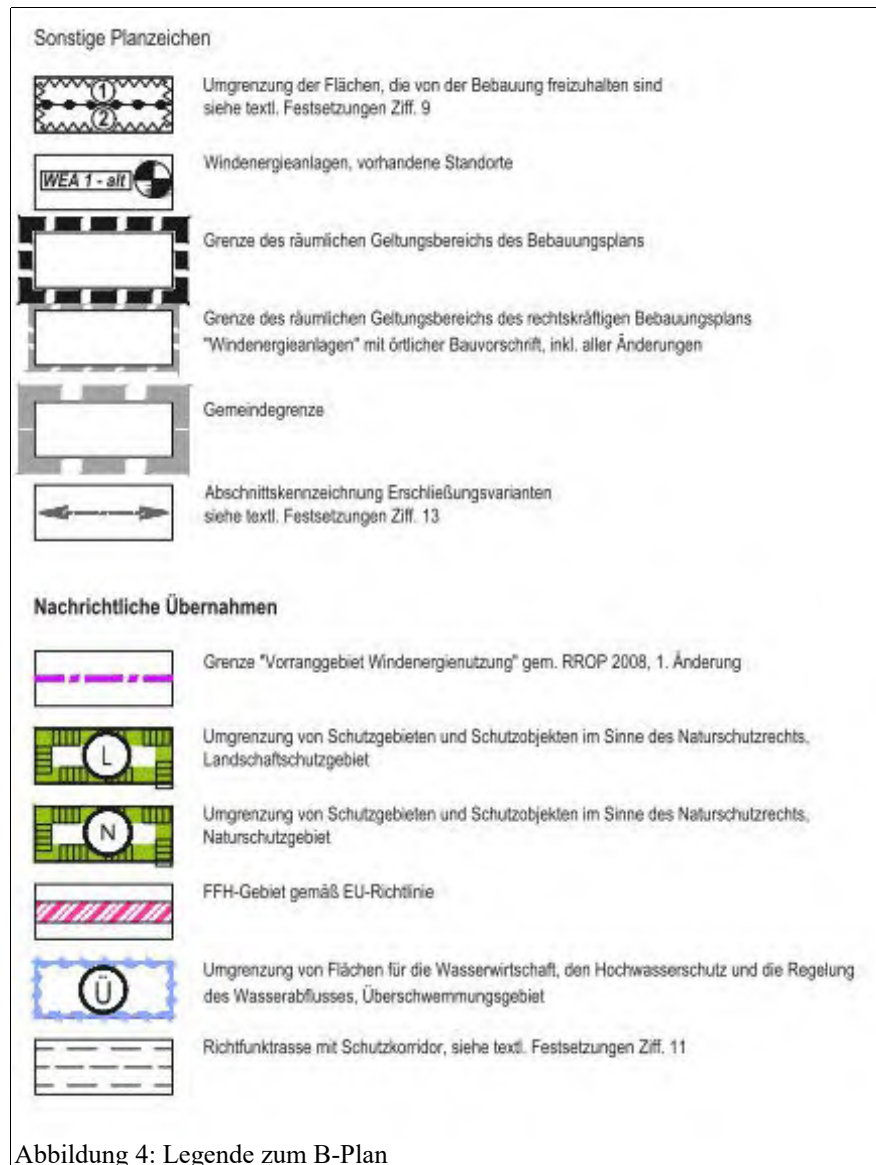 Sonstige Planzeichen
1
2
Umgrenzung der Flächen, die von der Bebauung freizuhalten sind
siehe textl. Festsetzungen Ziff. 9
WEA 1 - alt
Windenergieanlagen, vorhandene Standorte
Grenze des räumlichen Geltungsbereichs des Bebauungsplans
Grenze des räumlichen Geltungsbereichs des rechtskräftigen Bebauungsplans
"Windenergieanlagen" mit örtlicher Bauvorschrift, inkl. aller Änderungen
Gemeindegrenze
Abschnittskennzeichnung Erschließungsvarianten
siehe textl. Festsetzungen Ziff. 13
Nachrichtliche Übernahmen
Grenze "Vorranggebiet Windenergienutzung" gem. RROP 2008, 1. Änderung
L
Umgrenzung von Schutzgebieten und Schutzobjekten im Sinne des Naturschutzrechts,
Landschaftschutzgebiet
N
Umgrenzung von Schutzgebieten und Schutzobjekten im Sinne des Naturschutzrechts,
Naturschutzgebiet
FFH-Gebiet gemäß EU-Richtlinie
Ü
Umgrenzung von Flächen für die Wasserwirtschaft, den Hochwasserschutz und die Regelung
des Wasserabflusses, Überschwemmungsgebiet
Richtfunktrasse mit Schutzkorridor, siehe textl. Festsetzungen Ziff. 11
Abbildung 4: Legende zum B-Plan